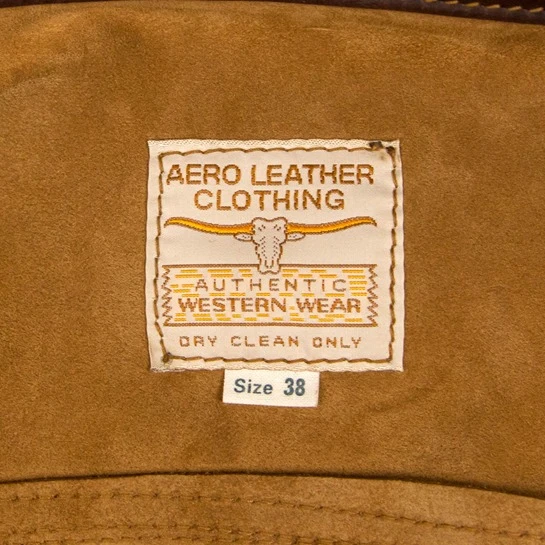 AERO LEATHER
CLOTHING
AUTHENTIC
WESTERN WEAR
DRY CLEAN ONLY
Size 38